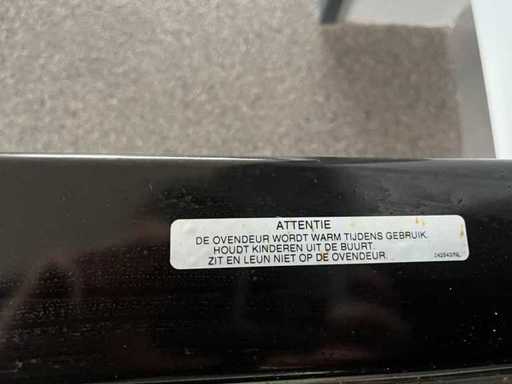 ATTENTIE
DE OVENDEUR WORDT WARM TIJDENS GEBRUIK.
HOUDT KINDEREN UIT DE BUURT.
ZIT EN LEUN NIET OP DE OVENDEUR.